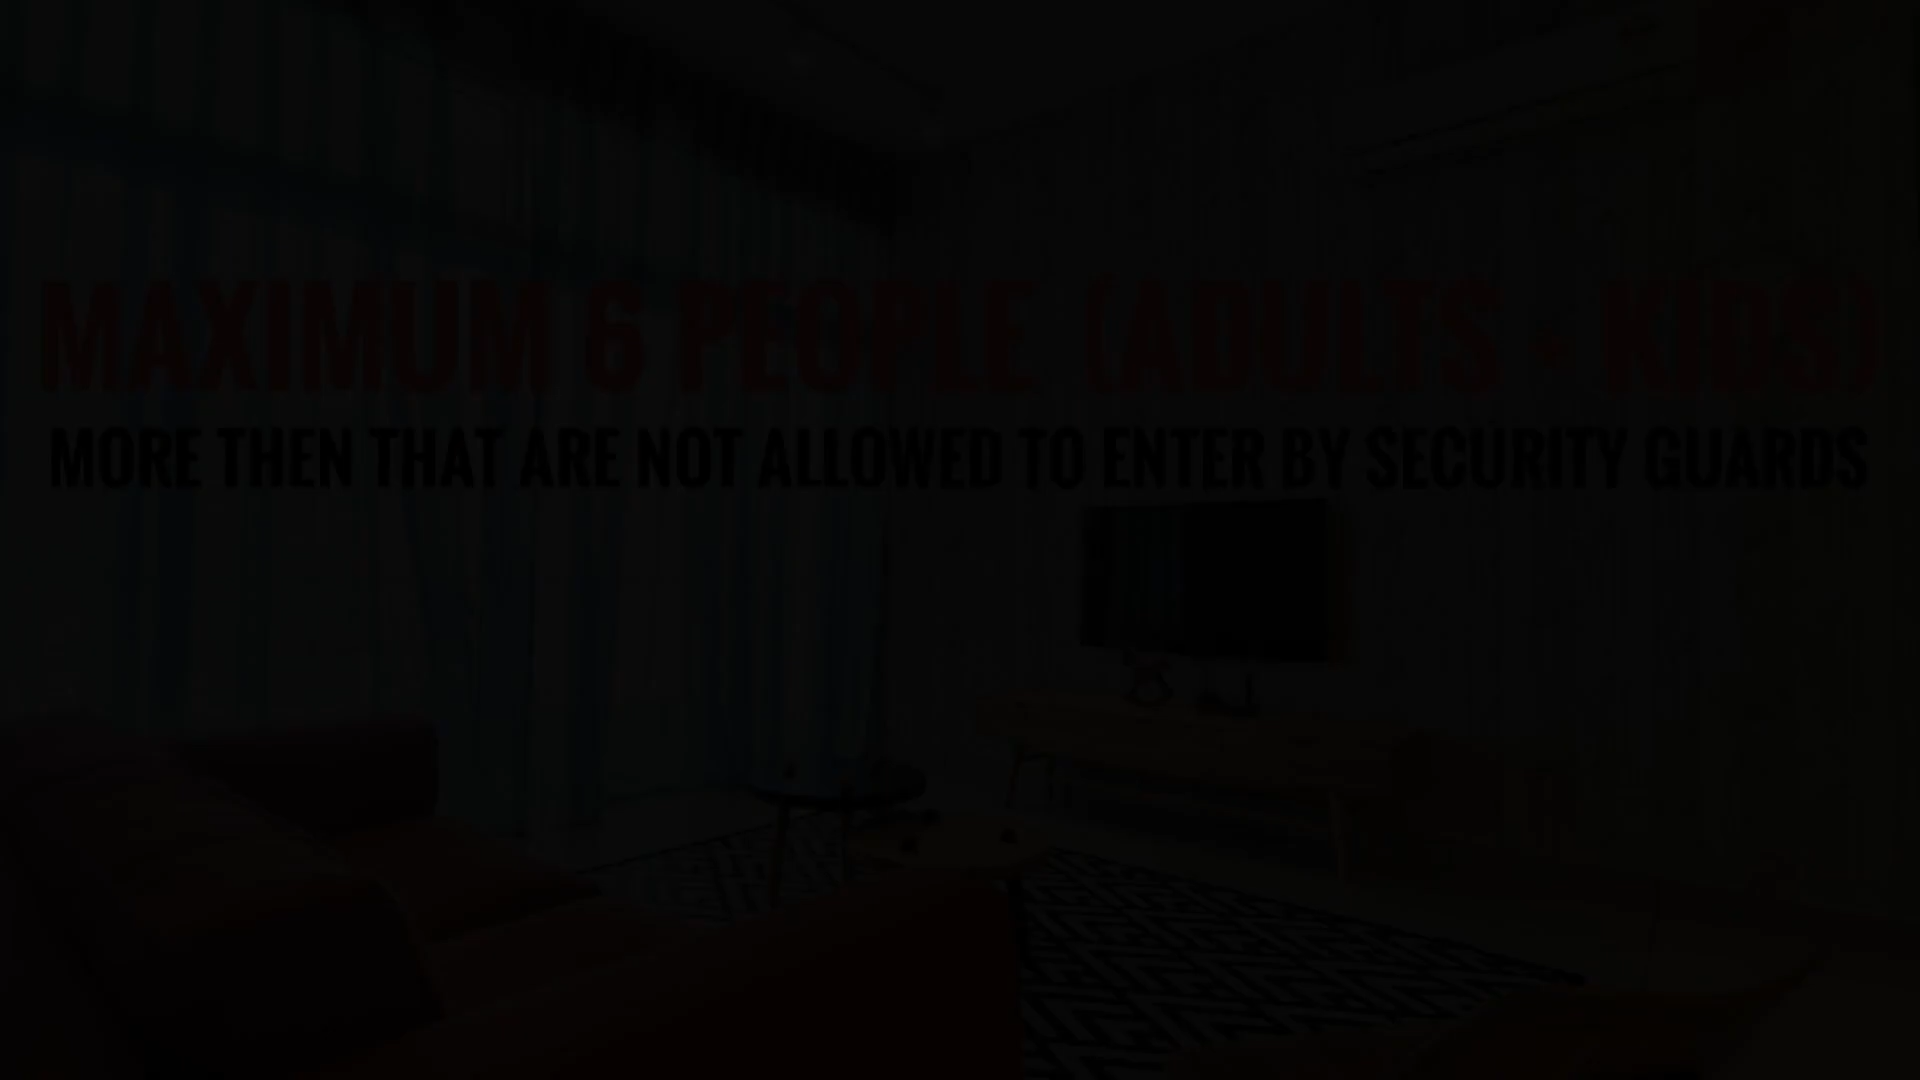 MAXIMUM 6 PEOPLE (ADULTS + KIDS)
MORE THEN THAT ARE NOT ALLOWED TO ENTER BY SECURITY GUARDS